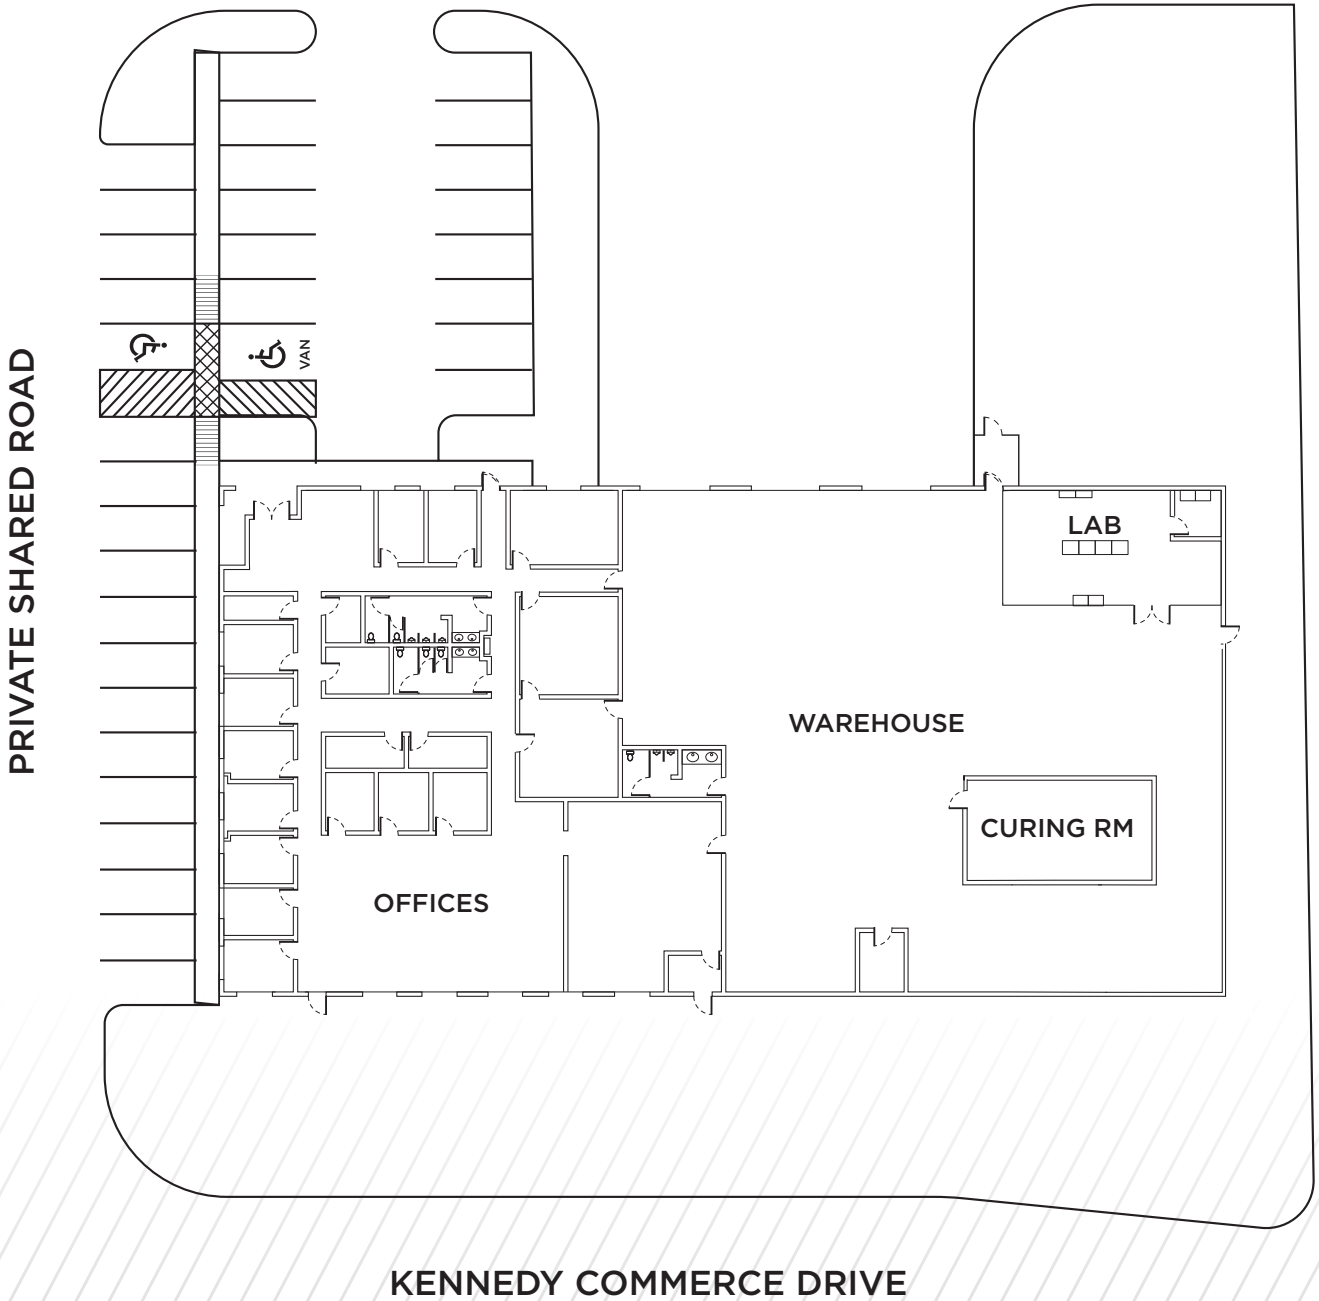 VAN
PRIVATE SHARED ROAD
LAB
WAREHOUSE
CURING RM
OFFICES
KENNEDY COMMERCE DRIVE